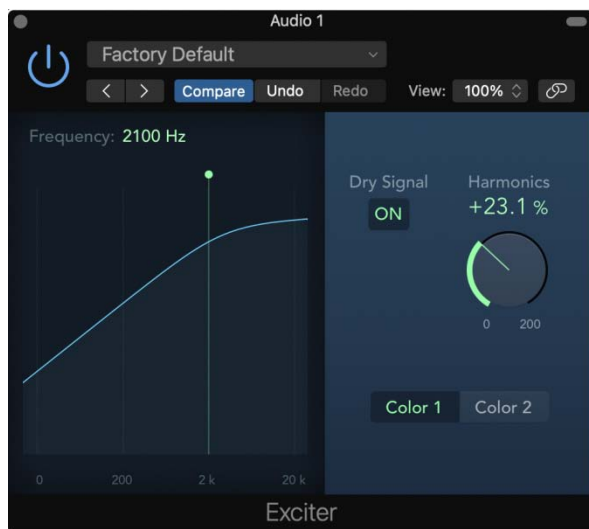 Audio 1
Factory Default
Compare Undo Redo View: 100%
Frequency: 2100 Hz
Dry Signal Harmonics
ON +23.1 %
0 200
Color 1 Color 2
0 200 2 k 20 k
Exciter